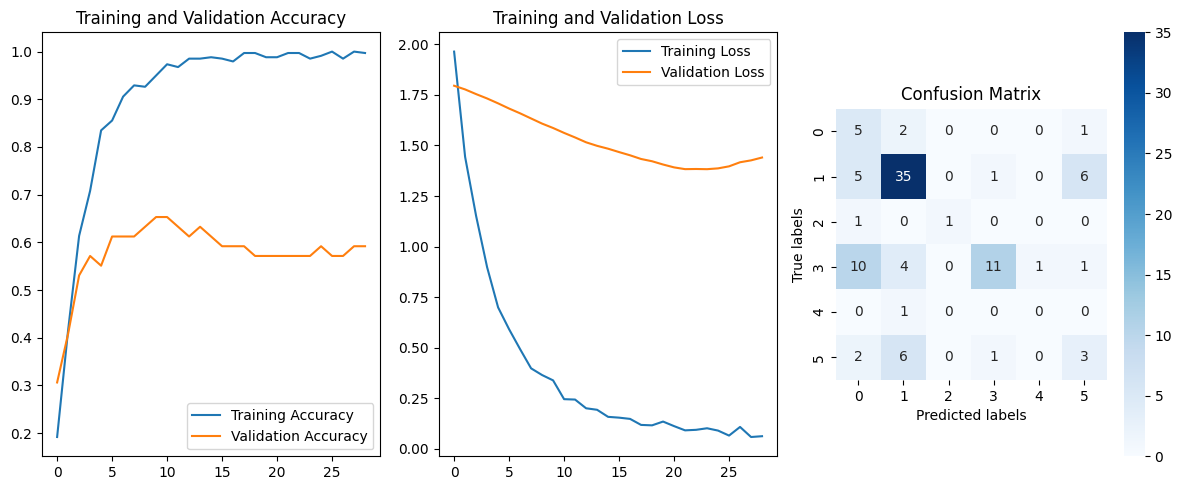 Training and Validation Accuracy
1.0
0.9
0.8
0.7
0.6
0.5
0.4
0.3
0.2
Training Accuracy
Validation Accuracy
0 5 10 15 20 25
Training and Validation Loss
2.00
1.75
1.50
1.25
1.00
0.75
0.50
0.25
0.00
Training Loss
Validation Loss
0 5 10 15 20 25
Confusion Matrix
True labels
0 5 2 0 0 0 1
1 5 35 0 1 0 6
2 1 0 1 0 0 0
3 10 4 0 11 1 1
4 0 1 0 0 0 0
5 2 6 0 1 0 3
0 1 2 3 4 5
Predicted labels
35
30
25
20
15
10
5
0